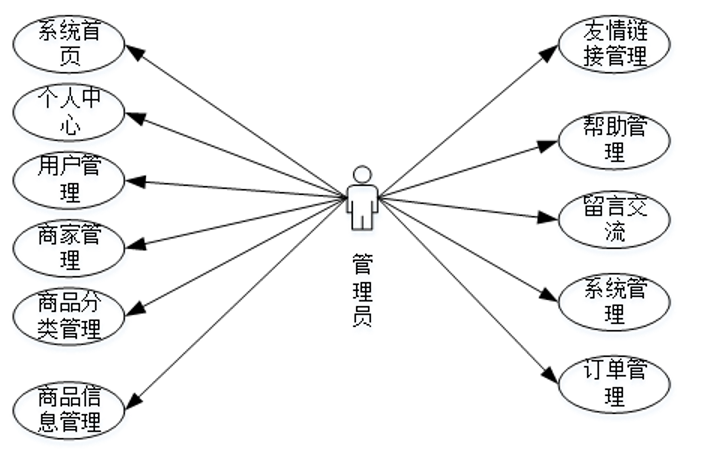 系统首
页
个人中
心
用户管
理
商家管
理
商品分
类管理
商品信
息管理
管
理
员
友情链
接管理
帮助管
理
留言交
流
系统管
理
订单管
理